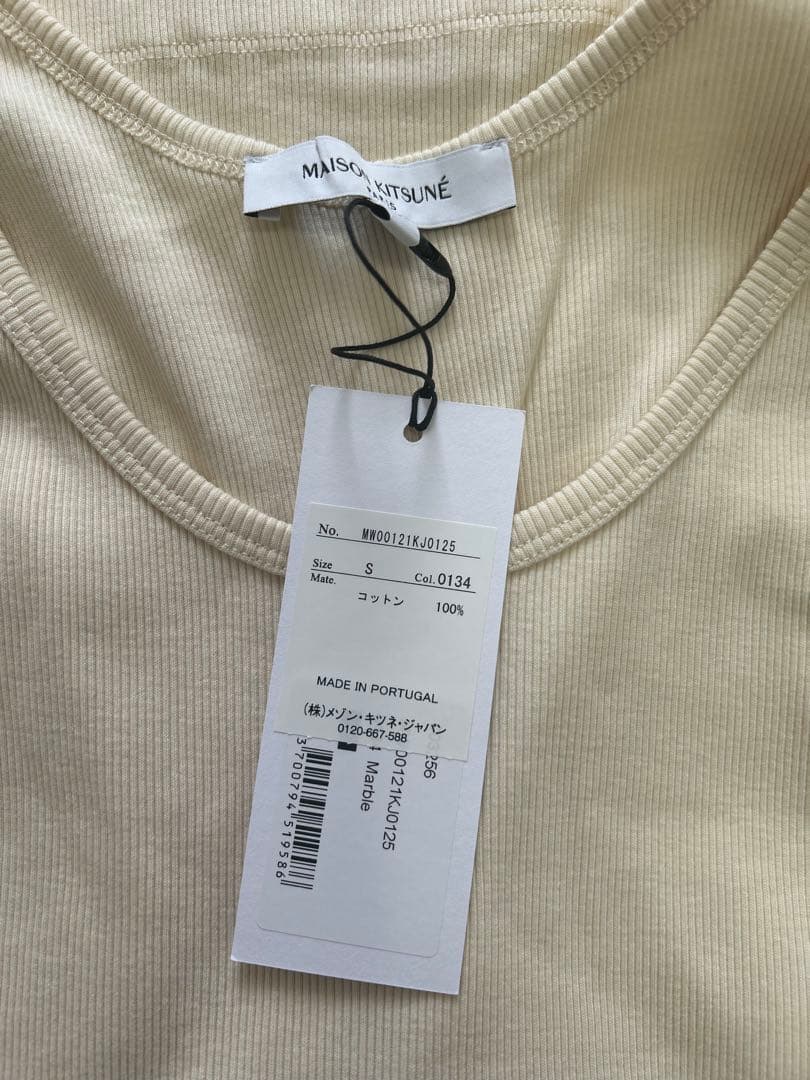 MAISON KITSUNÉ
PARIS
No. MW00121KJ0125
Size S Col. 0134
Mate.
コットン 100%
MADE IN PORTUGAL
(株)メゾン・キツネ・ジャパン
0120-667-588
256
00121KJ0125
Marble
3700794519586